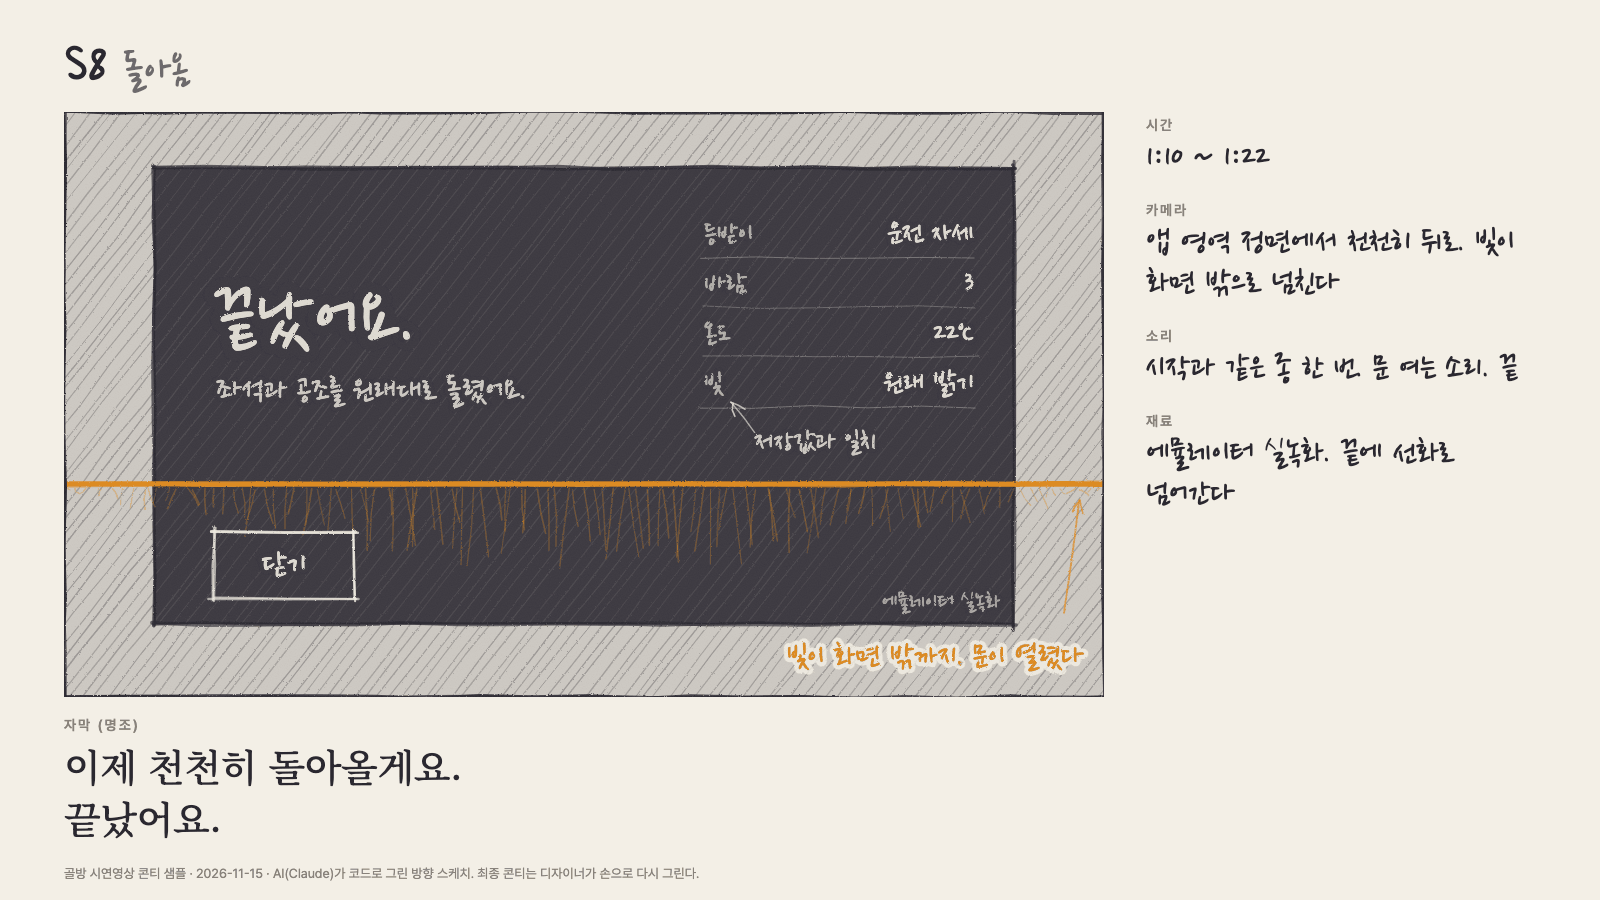 S8 돌아옴
등받이 운전 자세
바람 3
온도 22℃
빛 원래 밝기
저장값과 일치
끝났어요.
좌석과 공조를 원래대로 돌렸어요.
닫기
에뮬레이터 실녹화
빛이 화면 밖까지. 문이 열렸다
시간
1:10 ~ 1:22
카메라
앱 영역 정면에서 천천히 뒤로. 빛이
화면 밖으로 넘친다
소리
시작과 같은 종 한 번. 문 여는 소리. 끝
재료
에뮬레이터 실녹화. 끝에 선화로
넘어간다
자막 (명조)
이제 천천히 돌아올게요.
끝났어요.
골방 시연영상 콘티 샘플 · 2026-11-15 · AI(Claude)가 코드로 그린 방향 스케치. 최종 콘티는 디자이너가 손으로 다시 그린다.